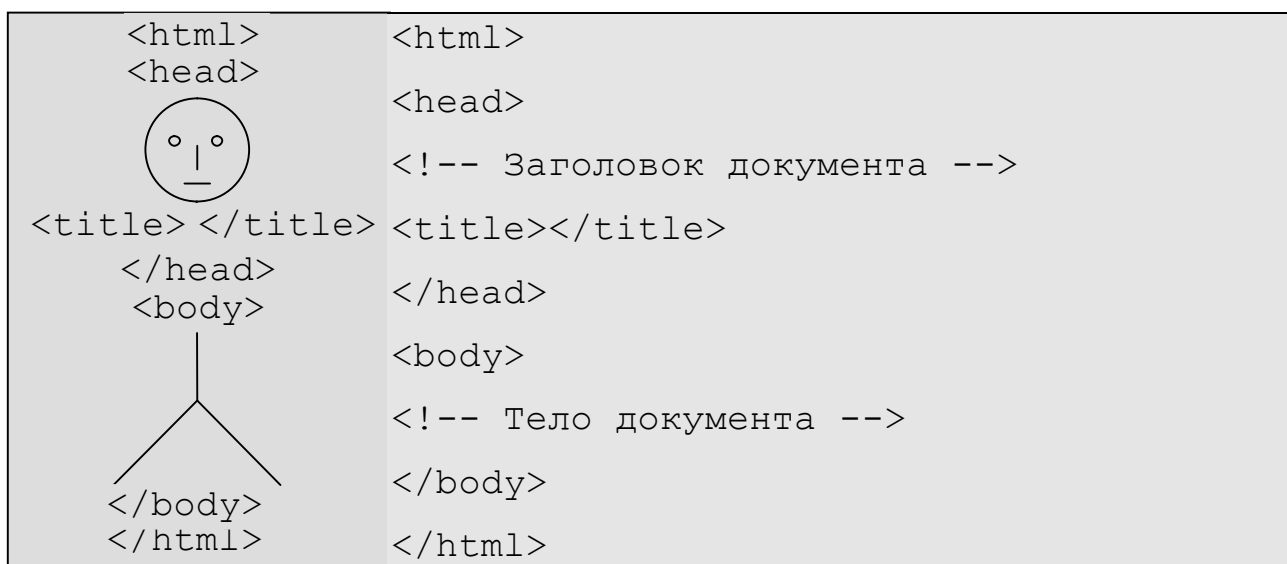 <html>
<head>
<title> </title>
</head>
<body>
</body>
</html>
<html>
<head>
<!-- Заголовок документа -->
<title></title>
</head>
<body>
<!-- Тело документа -->
</body>
</html>